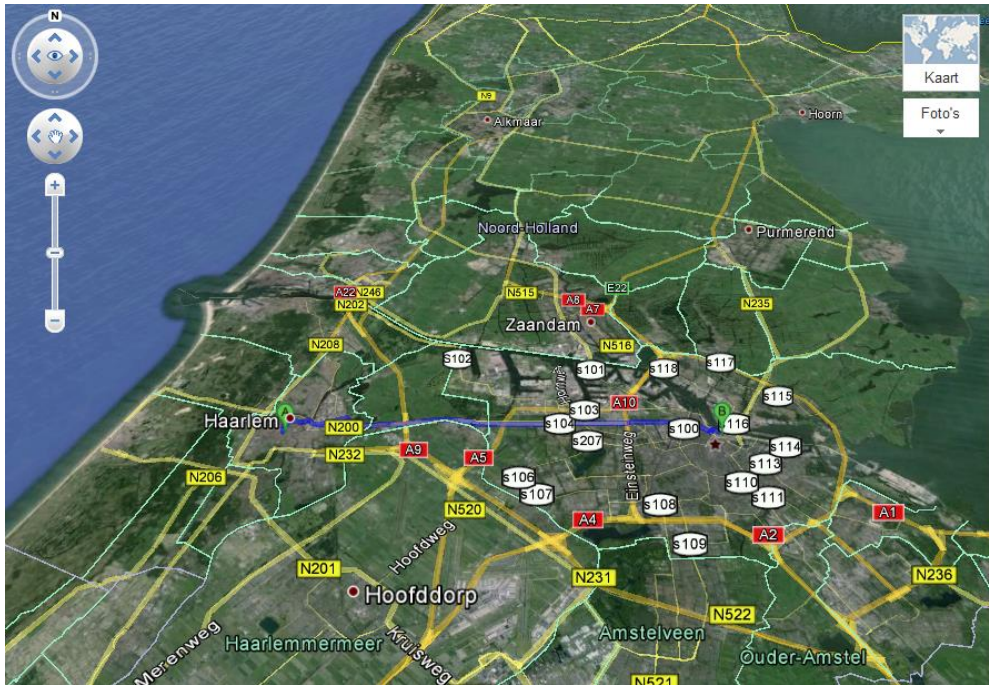 N
Kaart
Foto's
N9
Alkmaar
Hoorn
Noord-Holland
Purmerend
A22
N246
N202
N515
A8
A7
E22
N235
Zaandam
N208
N516
s102
s101
s118
s117
A10
s103
s115
Haarlem
A
N200
s104
s100
B
s116
s207
N232
A9
A5
Einsteinweg
s114
s113
N206
s106
s107
s110
s111
N520
s108
A4
A1
A2
Hoofdweg
s109
N201
N231
N236
Hoofddorp
N522
Merenweg
Haarlemmermeer
Kruisweg
Amstelveen
Ouder-Amstel
N521